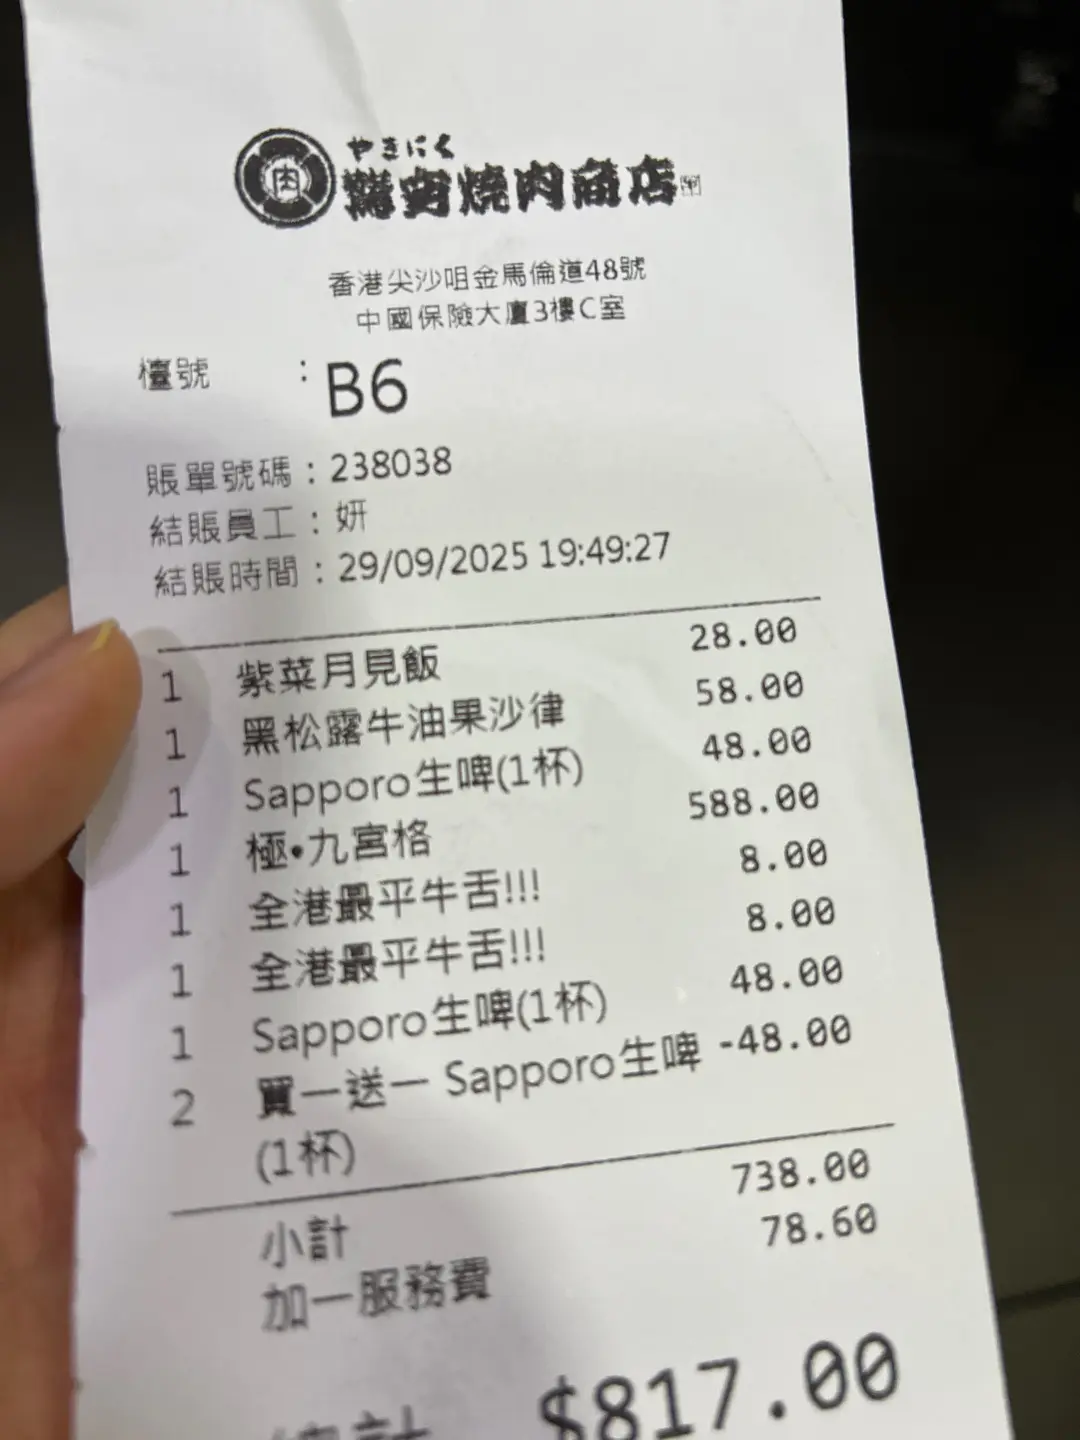 肉
やきにく
燒肉商店
香港尖沙咀金馬倫道48號
中國保險大廈3樓C室
檯號 : B6
賬單號碼 : 238038
結賬員工 : 妍
結賬時間 : 29/09/2025 19:49:27
1 紫菜月見飯 28.00
1 黑松露牛油果沙律 58.00
1 Sapporo生啤(1杯) 48.00
1 極•九宮格 588.00
1 全港最平牛舌!!! 8.00
1 全港最平牛舌!!! 8.00
1 Sapporo生啤(1杯) 48.00
2 買一送一 Sapporo生啤 -48.00
(1杯)
小計 738.00
加一服務費 78.60
總計 $817.00